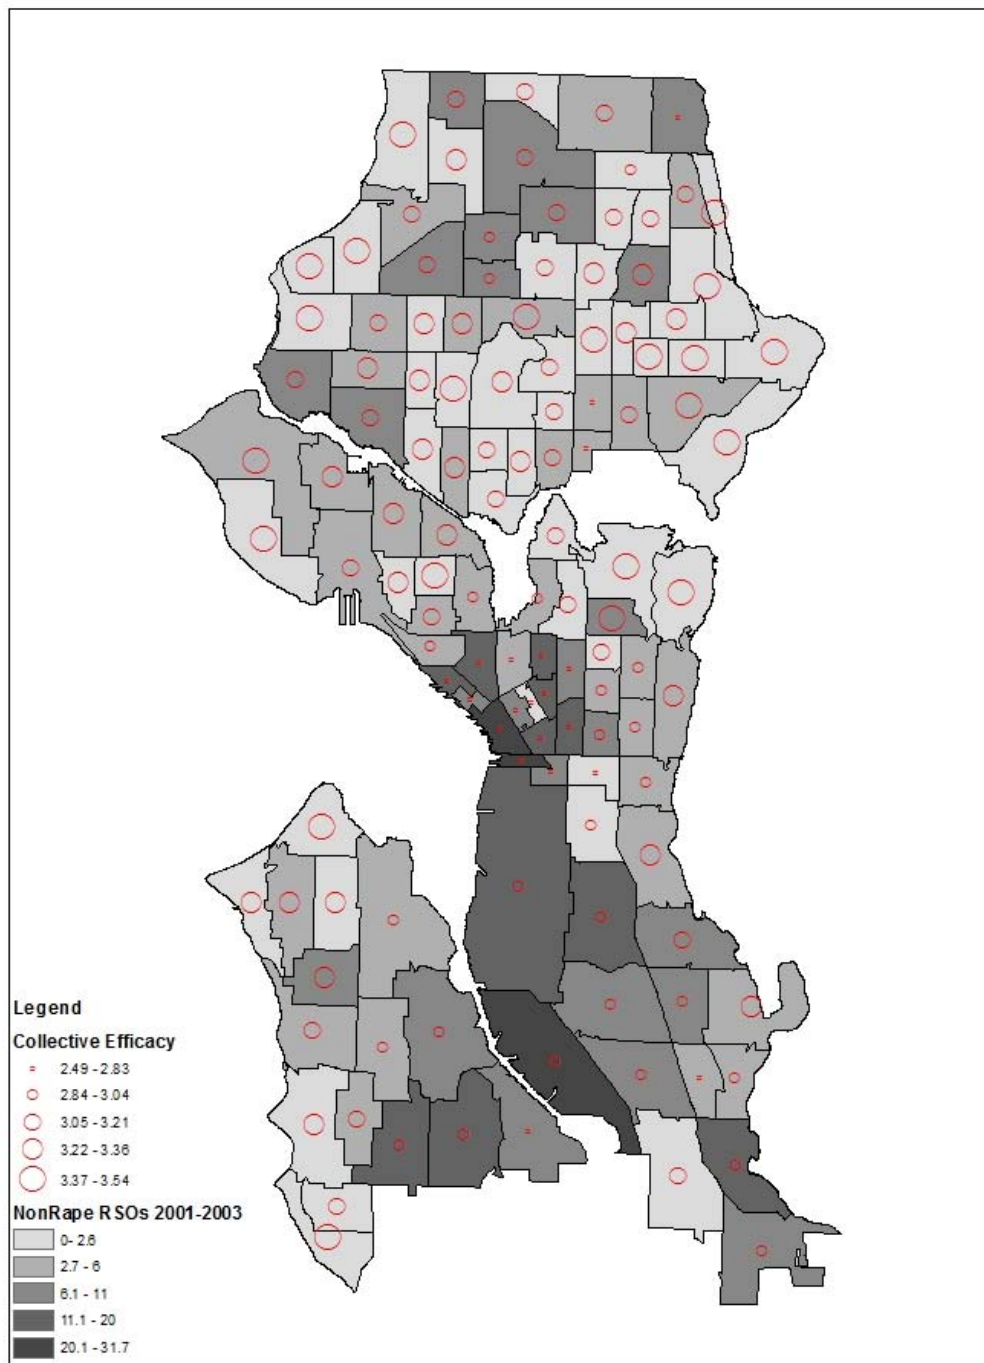 Legend
Collective Efficacy
2.49 - 2.83
2.84 - 3.04
3.05 - 3.21
3.22 - 3.36
3.37 - 3.54
NonRape RSOs 2001-2003
0- 2.6
2.7 - 6
6.1 - 11
11.1 - 20
20.1 - 31.7